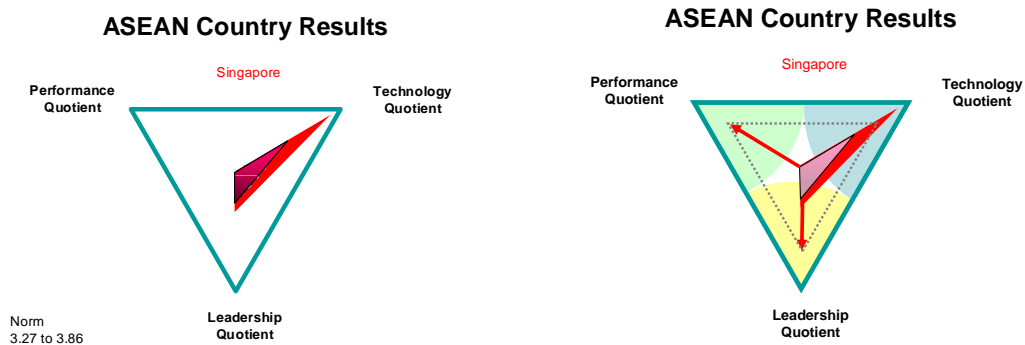 ASEAN Country Results
Singapore
Performance
Quotient
Technology
Quotient
Leadership
Quotient
Norm
3.27 to 3.86
ASEAN Country Results
Singapore
Performance
Quotient
Technology
Quotient
Leadership
Quotient